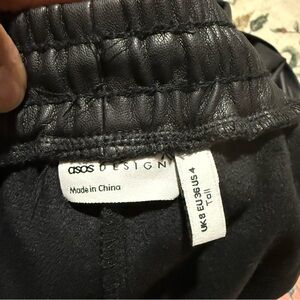 asos DESIGN
Made in China
UK 8 EU 36 US 4
Tall